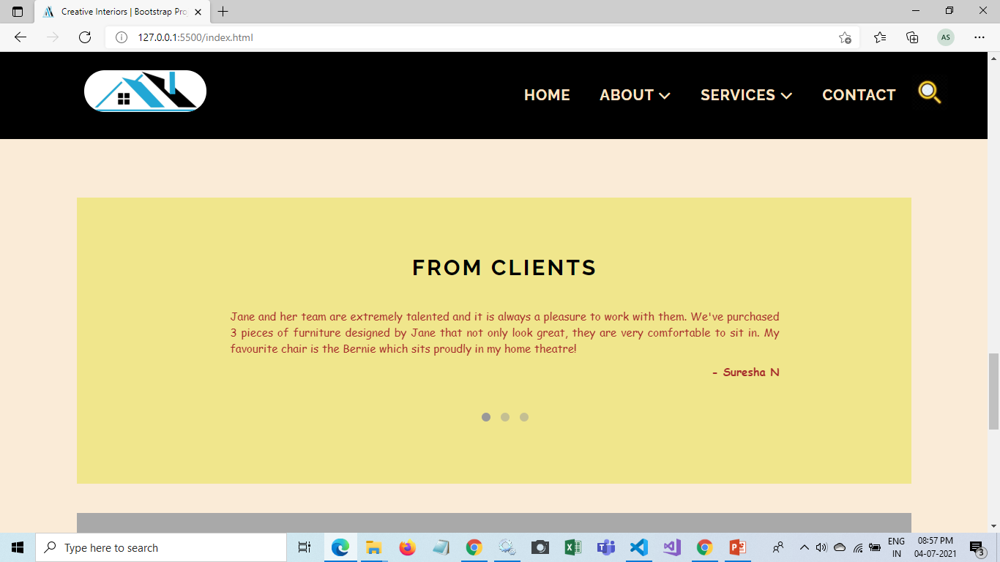 Creative Interiors | Bootstrap Pro
127.0.0.1:5500/index.html
AS
HOME ABOUT SERVICES CONTACT
FROM CLIENTS
Jane and her team are extremely talented and it is always a pleasure to work with them. We've purchased
3 pieces of furniture designed by Jane that not only look great, they are very comfortable to sit in. My
favourite chair is the Bernie which sits proudly in my home theatre!
- Suresha N
Type here to search
ENG
IN
08:57 PM
04-07-2021
3